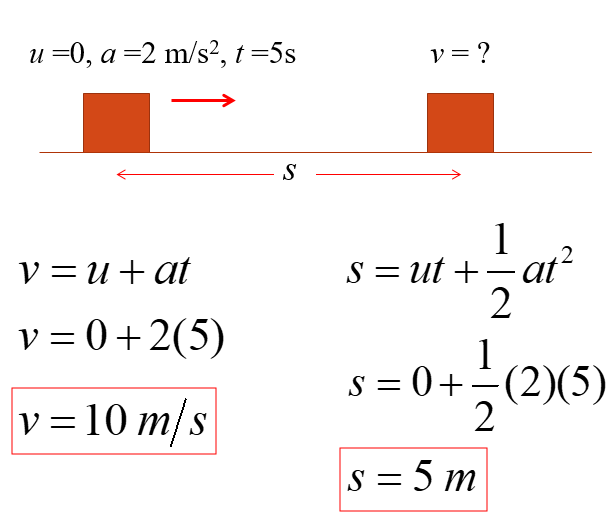 u =0, a =2 m/s², t =5s
v = ?
s
v = u + at
v = 0 + 2(5)
v = 10 m/s
s = ut + 1/2 at²
s = 0 + 1/2 (2)(5)
s = 5 m